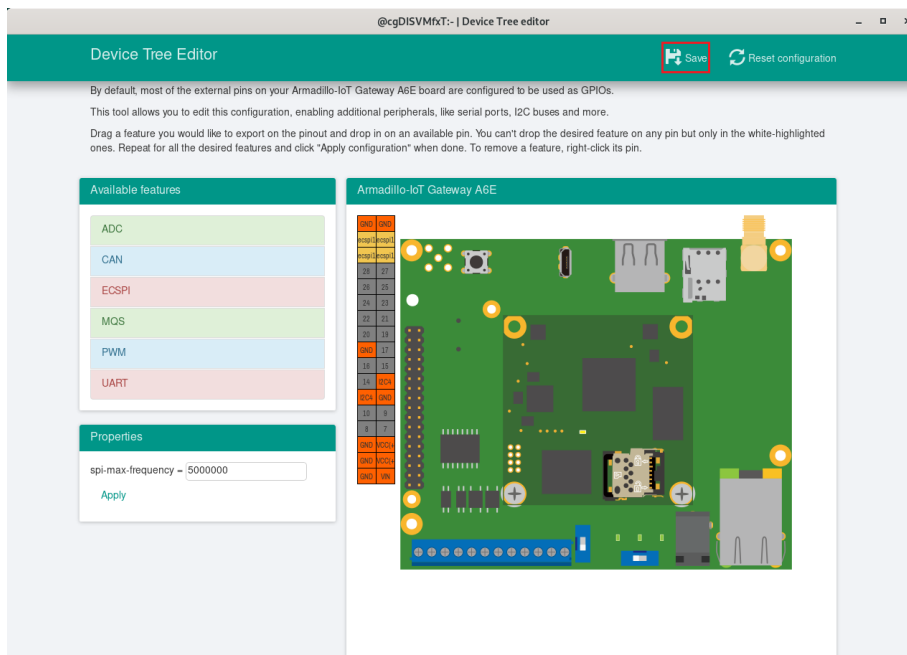 @cgDISVMfxT:~ | Device Tree editor
Device Tree Editor
Save
Reset configuration
By default, most of the external pins on your Armadillo-IoT Gateway A6E board are configured to be used as GPIOs.
This tool allows you to edit this configuration, enabling additional peripherals, like serial ports, I2C buses and more.
Drag a feature you would like to export on the pinout and drop in on an available pin. You can't drop the desired feature on any pin but only in the white-highlighted
ones. Repeat for all the desired features and click "Apply configuration" when done. To remove a feature, right-click its pin.
Available features
ADC
CAN
ECSPI
MQS
PWM
UART
Properties
spi-max-frequency = 5000000
Apply
Armadillo-IoT Gateway A6E
GND GND
ecspi1 ecspi1
ecspi1 ecspi1
28 27
26 25
24 23
22 21
20 19
GND 17
16 15
14 I2C4
I2C4 GND
10 9
8 7
GND VCC(+
GND VCC(+
GND VIN